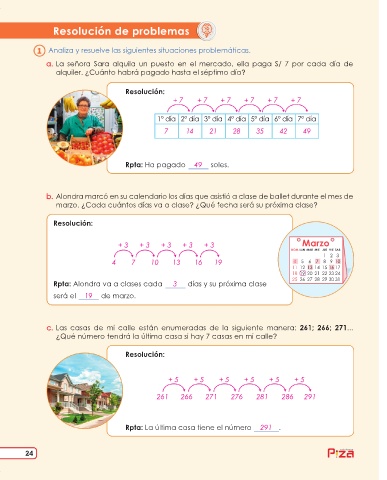 Resolución de problemas
1 Analiza y resuelve las siguientes situaciones problemáticas.
a. La señora Sara alquila un puesto en el mercado, ella paga S/ 7 por cada día de
alquiler. ¿Cuánto habrá pagado hasta el séptimo día?
Resolución:
+ 7 + 7 + 7 + 7 + 7 + 7
1° día 2° día 3° día 4° día 5° día 6° día 7° día
7 14 21 28 35 42 49
Rpta: Ha pagado 49 soles.
b. Alondra marcó en su calendario los días que asistió a clase de ballet durante el mes de
marzo. ¿Cada cuántos días va a clase? ¿Qué fecha será su próxima clase?
Resolución:
+ 3 + 3 + 3 + 3 + 3
4 7 10 13 16 19
Marzo
1 2 3
4 5 6 7 8 9 10
11 12 13 14 15 16 17
18 19 20 21 22 23 24
25 26 27 28 29 30 31
Rpta: Alondra va a clases cada 3 días y su próxima clase
será el 19 de marzo.
c. Las casas de mi calle están enumeradas de la siguiente manera: 261; 266; 271...
¿Qué número tendrá la última casa si hay 7 casas en mi calle?
Resolución:
+ 5 + 5 + 5 + 5 + 5 + 5
261 266 271 276 281 286 291
Rpta: La última casa tiene el número 291.
24
Piza